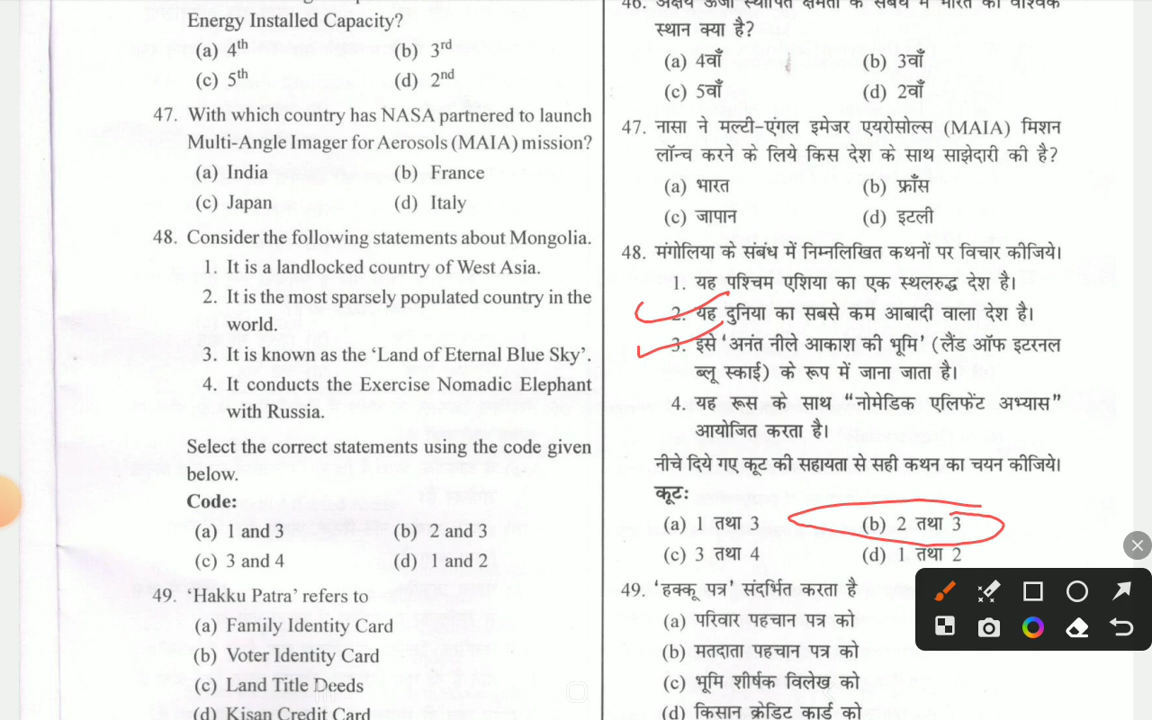 Energy Installed Capacity?
(a) 4th (b) 3rd
(c) 5th (d) 2nd
47. With which country has NASA partnered to launch
Multi-Angle Imager for Aerosols (MAIA) mission?
(a) India (b) France
(c) Japan (d) Italy
48. Consider the following statements about Mongolia.
1. It is a landlocked country of West Asia.
2. It is the most sparsely populated country in the
world.
3. It is known as the ‘Land of Eternal Blue Sky’.
4. It conducts the Exercise Nomadic Elephant
with Russia.
Select the correct statements using the code given
below.
Code:
(a) 1 and 3 (b) 2 and 3
(c) 3 and 4 (d) 1 and 2
49. ‘Hakku Patra’ refers to
(a) Family Identity Card
(b) Voter Identity Card
(c) Land Title Deeds
(d) Kisan Credit Card
46. अक्षय ऊर्जा स्थापित क्षमता के संबंध में भारत का वैश्विक
स्थान क्या है?
(a) 4वाँ (b) 3वाँ
(c) 5वाँ (d) 2वाँ
47. नासा ने मल्टी-एंगल इमेजर एयरोसोल्स (MAIA) मिशन
लॉन्च करने के लिये किस देश के साथ साझेदारी की है?
(a) भारत (b) फ्राँस
(c) जापान (d) इटली
48. मंगोलिया के संबंध में निम्नलिखित कथनों पर विचार कीजिये।
1. यह पश्चिम एशिया का एक स्थलरुद्ध देश है।
2. यह दुनिया का सबसे कम आबादी वाला देश है।
3. इसे ‘अनंत नीले आकाश की भूमि’ (लैंड ऑफ इटरनल
ब्लू स्काई) के रूप में जाना जाता है।
4. यह रूस के साथ “नोमेडिक एलिफेंट अभ्यास”
आयोजित करता है।
नीचे दिये गए कूट की सहायता से सही कथन का चयन कीजिये।
कूटः
(a) 1 तथा 3 (b) 2 तथा 3
(c) 3 तथा 4 (d) 1 तथा 2
49. ‘हक्कू पत्र’ संदर्भित करता है
(a) परिवार पहचान पत्र को
(b) मतदाता पहचान पत्र को
(c) भूमि शीर्षक विलेख को
(d) किसान क्रेडिट कार्ड को